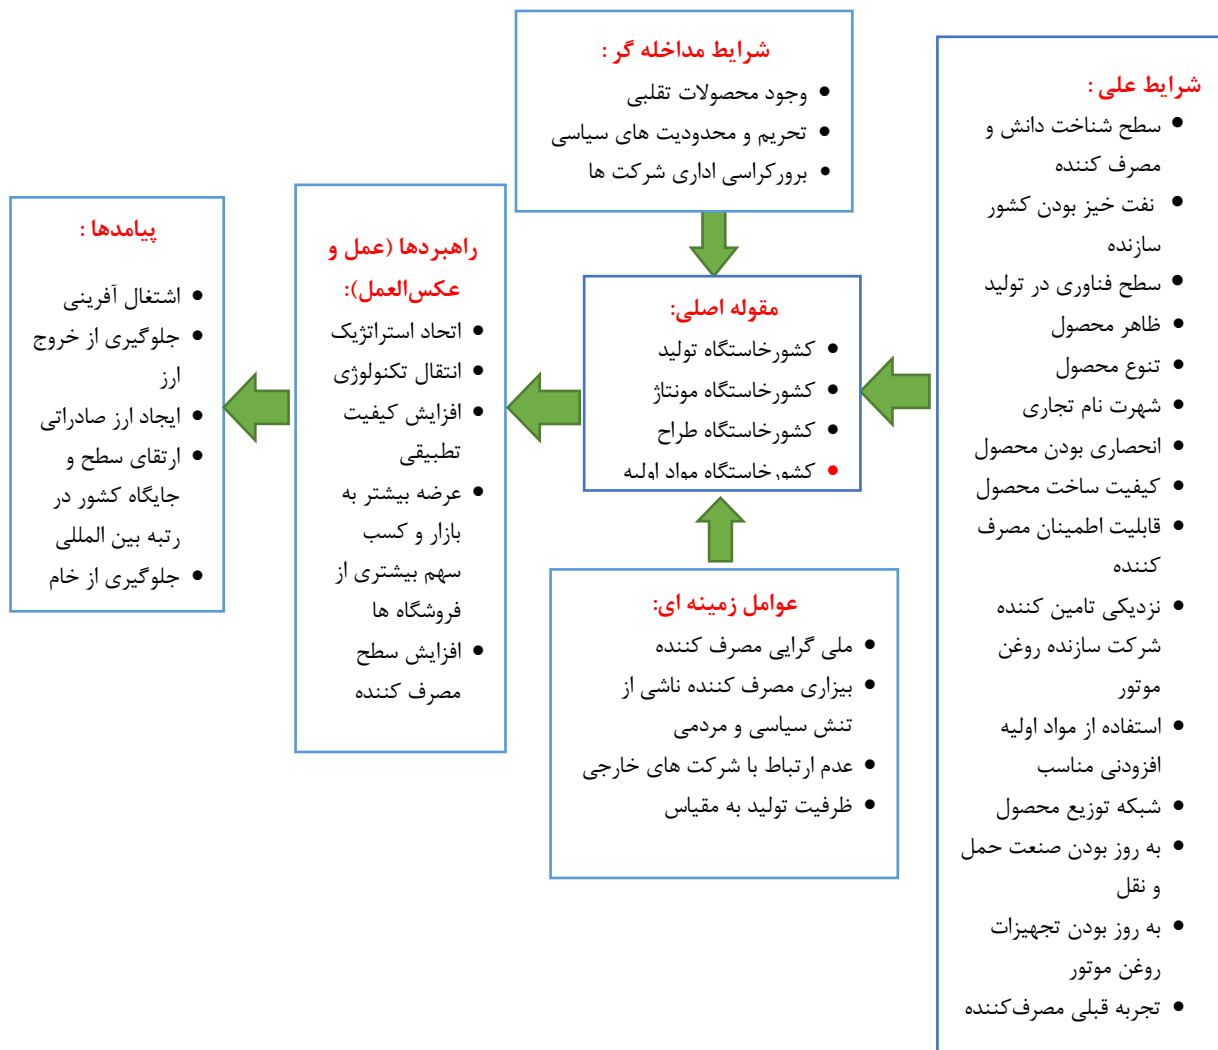 شرایط علی :
سطح شناخت دانش و
مصرف کننده
نفت خیز بودن کشور
سازنده
سطح فناوری در تولید
ظاهر محصول
تنوع محصول
شهرت نام تجاری
انحصاری بودن محصول
کیفیت ساخت محصول
قابلیت اطمینان مصرف
کننده
نزدیکی تامین کننده
شرکت سازنده روغن
موتور
استفاده از مواد اولیه
افزودنی مناسب
شبکه توزیع محصول
به روز بودن صنعت حمل
و نقل
به روز بودن تجهیزات
روغن موتور
تجربه قبلی مصرف‌کننده
شرایط مداخله گر :
وجود محصولات تقلبی
تحریم و محدودیت های سیاسی
برورکراسی اداری شرکت ها
مقوله اصلی:
کشورخاستگاه تولید
کشورخاستگاه مونتاژ
کشورخاستگاه طراح
کشورخاستگاه مواد اولیه
عوامل زمینه ای:
ملی گرایی مصرف کننده
بیزاری مصرف کننده ناشی از
تنش سیاسی و مردمی
عدم ارتباط با شرکت های خارجی
ظرفیت تولید به مقیاس
راهبردها (عمل و
عکس‌العمل):
اتحاد استراتژیک
انتقال تکنولوژی
افزایش کیفیت
تطبیقی
عرضه بیشتر به
بازار و کسب
سهم بیشتری از
فروشگاه ها
افزایش سطح
مصرف کننده
پیامدها :
اشتغال آفرینی
جلوگیری از خروج
ارز
ایجاد ارز صادراتی
ارتقای سطح و
جایگاه کشور در
رتبه بین المللی
جلوگیری از خام